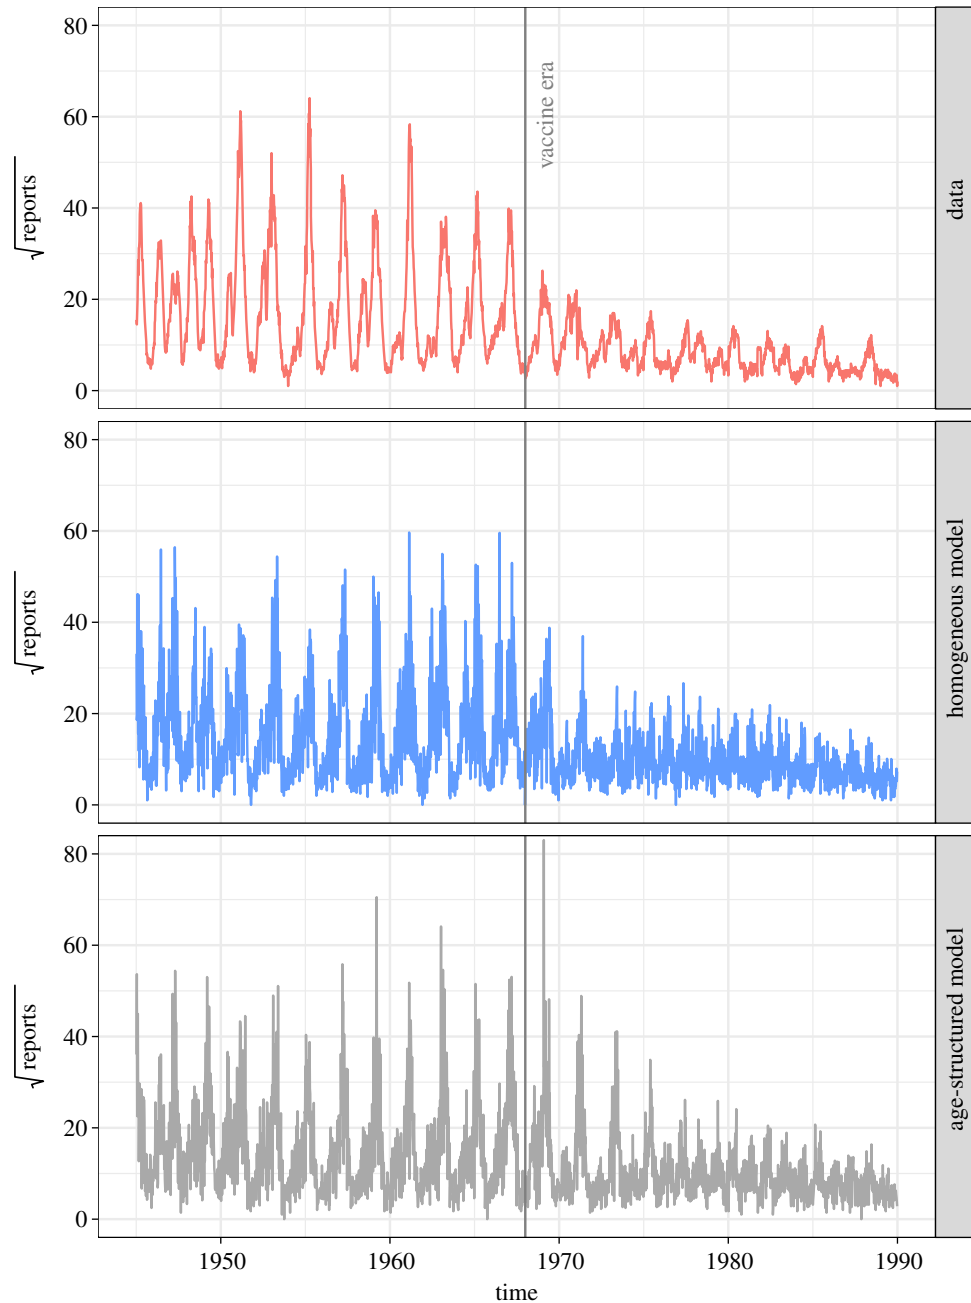 80
60
40
20
0
√reports
vaccine era
data
80
60
40
20
0
√reports
homogeneous model
80
60
40
20
0
√reports
age-structured model
1950 1960 1970 1980 1990
time